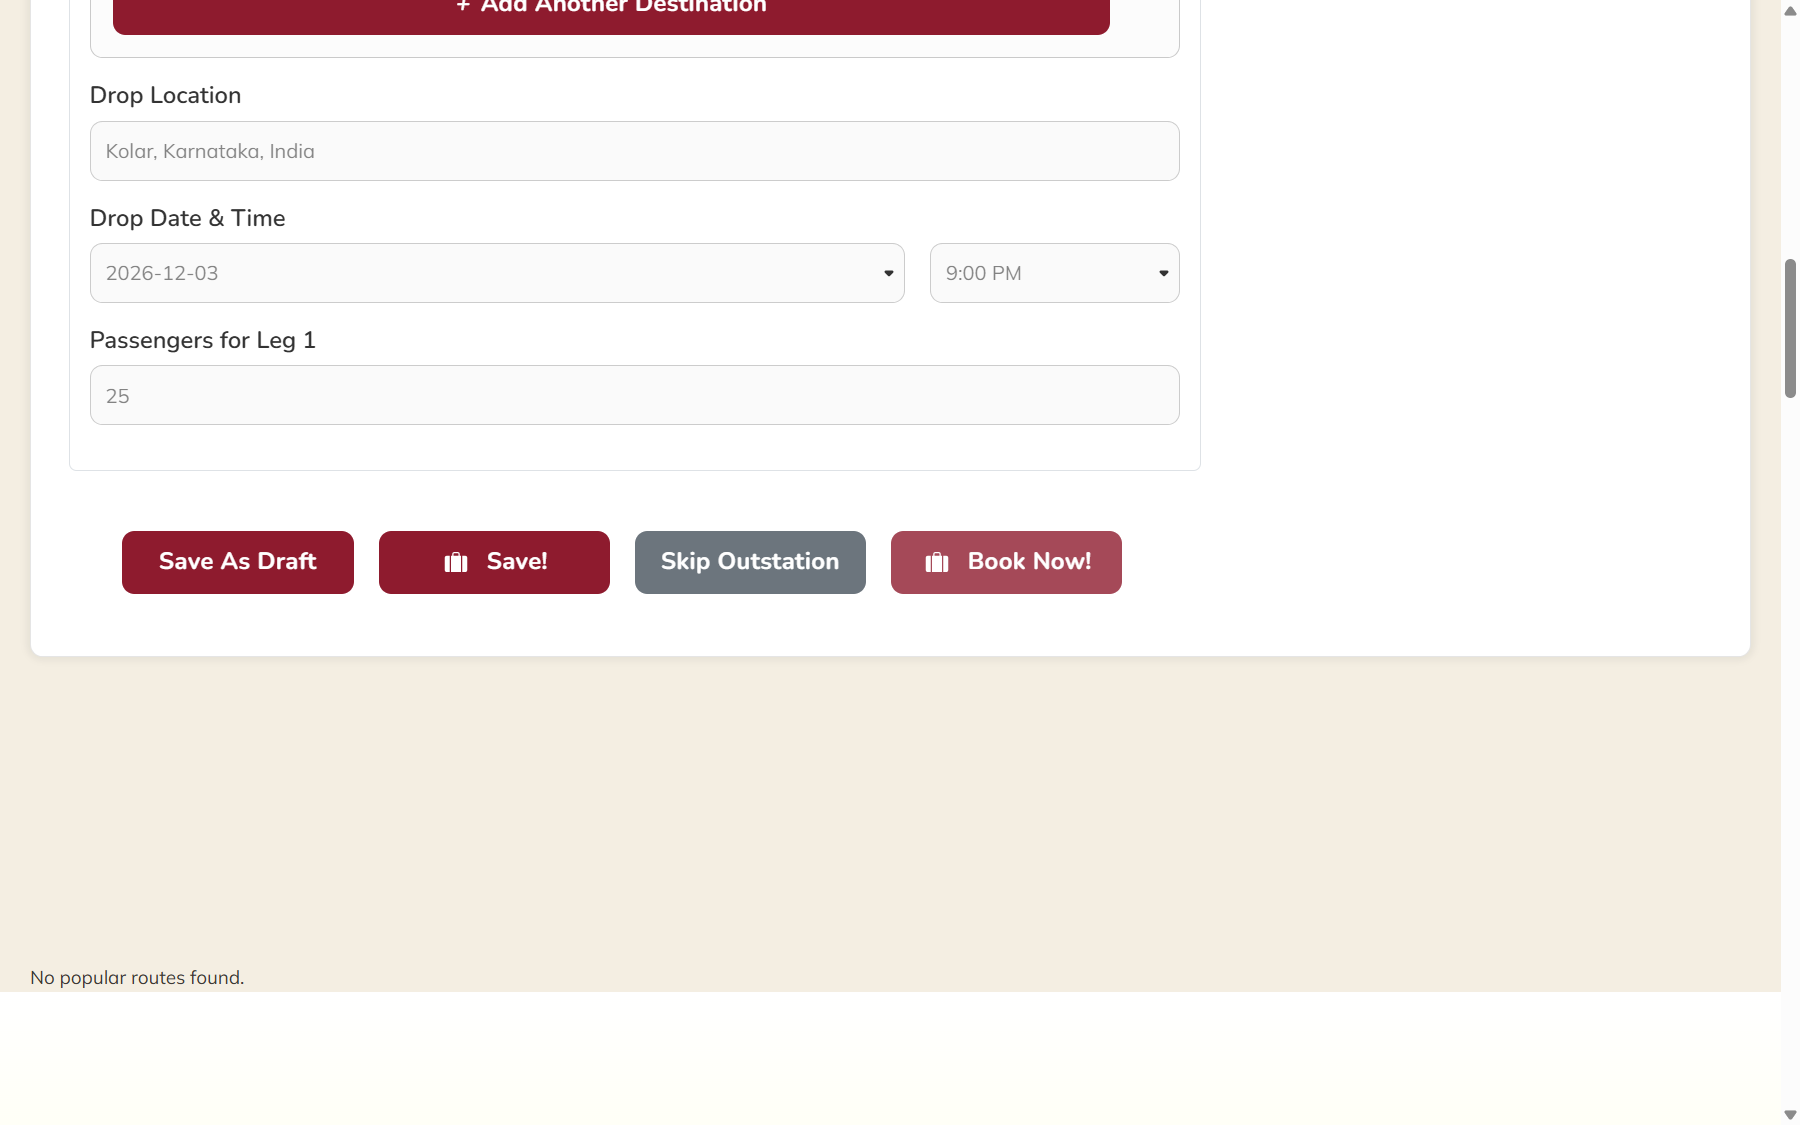 + Add Another Destination
Drop Location
Kolar, Karnataka, India
Drop Date & Time
2026-12-03
9:00 PM
Passengers for Leg 1
25
Save As Draft
Save!
Skip Outstation
Book Now!
No popular routes found.